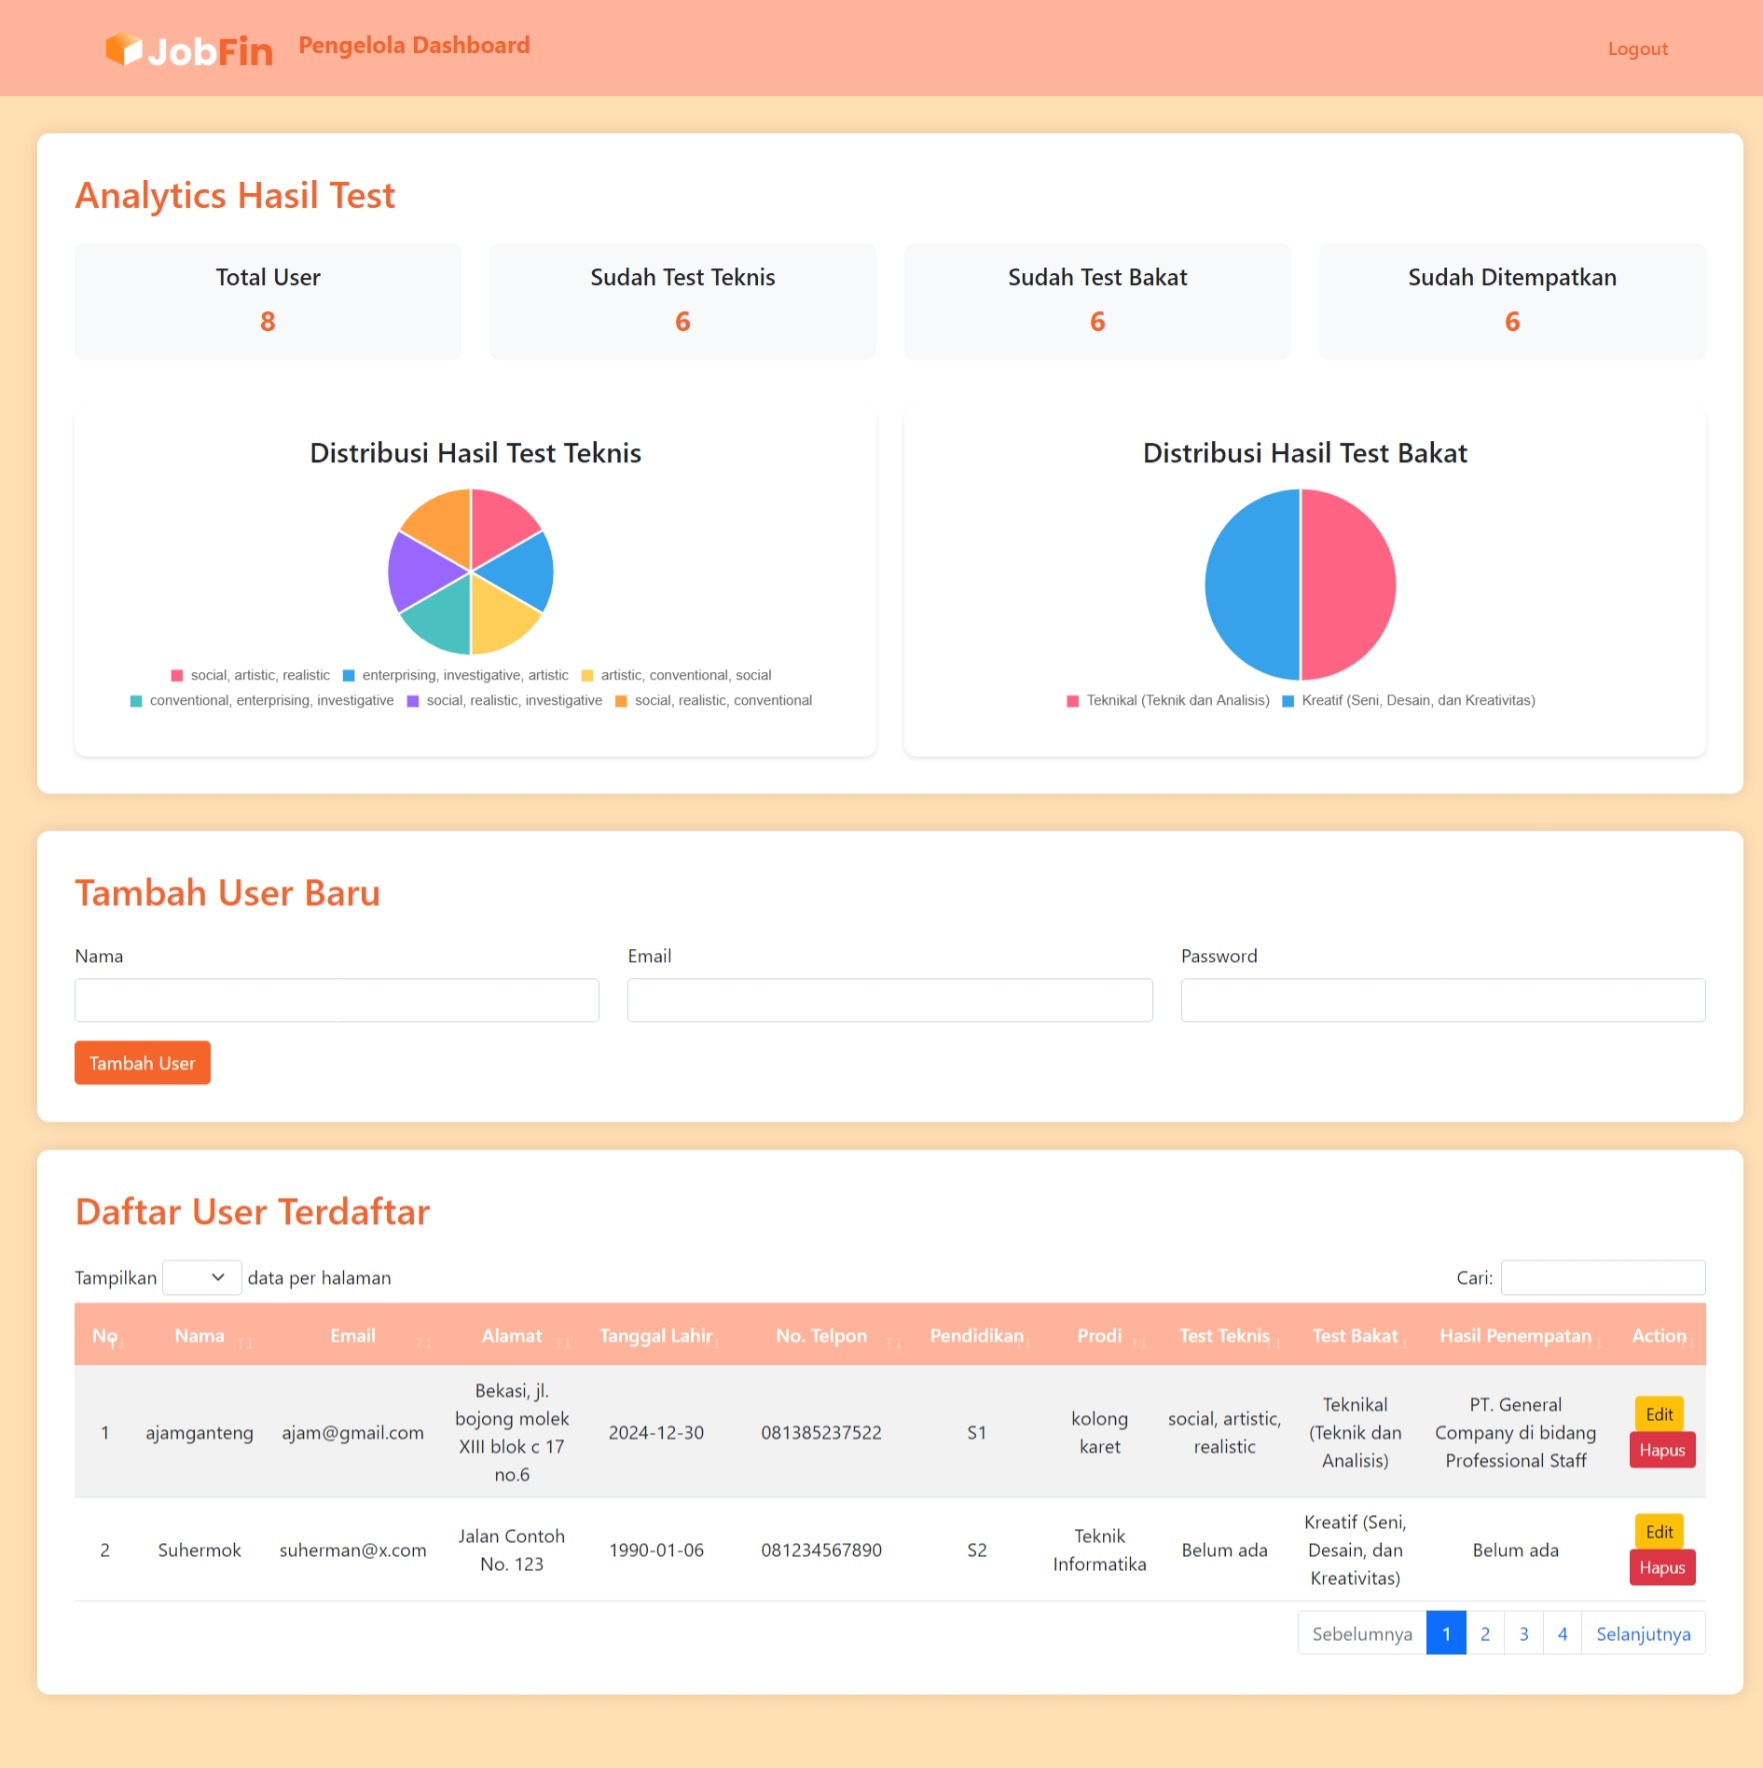 JobFin Pengelola Dashboard Logout
Analytics Hasil Test
Total User Sudah Test Teknis Sudah Test Bakat Sudah Ditempatkan
8 6 6 6
Distribusi Hasil Test Teknis
social, artistic, realistic enterprising, investigative, artistic artistic, conventional, social
conventional, enterprising, investigative social, realistic, investigative social, realistic, conventional
Distribusi Hasil Test Bakat
Teknikal (Teknik dan Analisis) Kreatif (Seni, Desain, dan Kreativitas)
Tambah User Baru
Nama Email Password
Tambah User
Daftar User Terdaftar
Tampilkan data per halaman Cari:
No Nama Email Alamat Tanggal Lahir No. Telpon Pendidikan Prodi Test Teknis Test Bakat Hasil Penempatan Action
1
ajamganteng
ajam@gmail.com
Bekasi, jl.
bojong molek
XIII blok c 17
no.6
2024-12-30
081385237522
S1
kolong
karet
social, artistic,
realistic
Teknikal
(Teknik dan
Analisis)
PT. General
Company di bidang
Professional Staff
Edit
Hapus
2
Suhermok
suherman@x.com
Jalan Contoh
No. 123
1990-01-06
081234567890
S2
Teknik
Informatika
Belum ada
Kreatif (Seni,
Desain, dan
Kreativitas)
Belum ada
Edit
Hapus
Sebelumnya 1 2 3 4 Selanjutnya